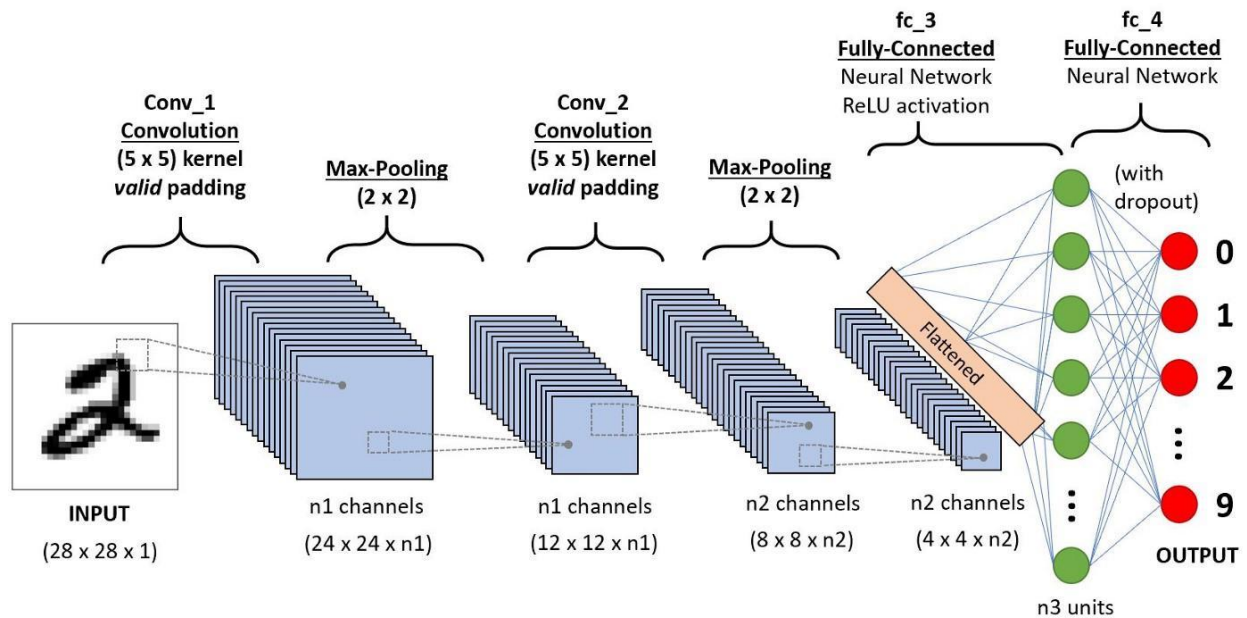 Conv_1
Convolution
(5 x 5) kernel
valid padding
Max-Pooling
(2 x 2)
Conv_2
Convolution
(5 x 5) kernel
valid padding
Max-Pooling
(2 x 2)
fc_3
Fully-Connected
Neural Network
ReLU activation
fc_4
Fully-Connected
Neural Network
(with
dropout)
2
INPUT
(28 x 28 x 1)
n1 channels
(24 x 24 x n1)
n1 channels
(12 x 12 x n1)
n2 channels
(8 x 8 x n2)
n2 channels
(4 x 4 x n2)
Flattened
n3 units
0
1
2
9
OUTPUT